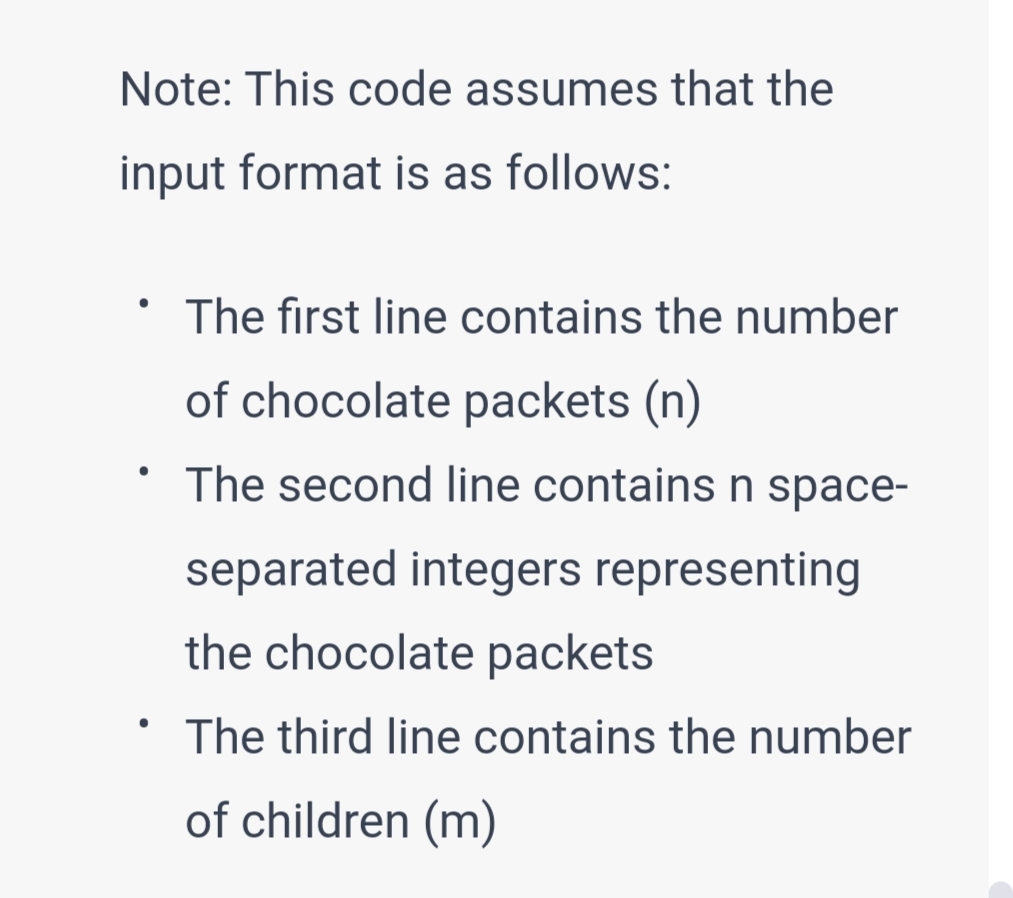 Note: This code assumes that the
input format is as follows:
• The first line contains the number
of chocolate packets (n)
• The second line contains n space-
separated integers representing
the chocolate packets
• The third line contains the number
of children (m)